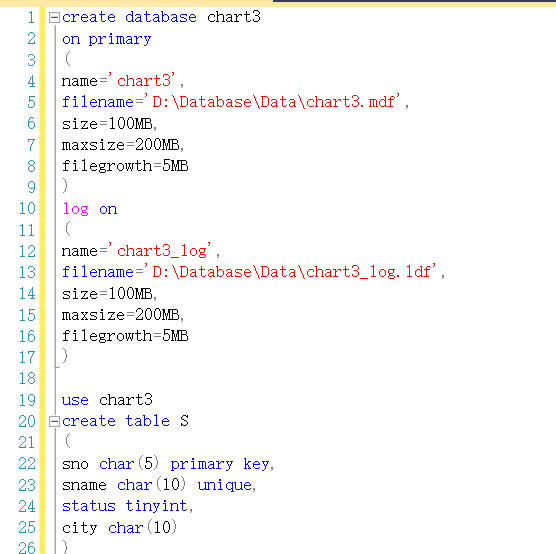 1 create database chart3
2 on primary
3 (
4 name='chart3',
5 filename='D:\Database\Data\chart3.mdf',
6 size=100MB,
7 maxsize=200MB,
8 filegrowth=5MB
9 )
10 log on
11 (
12 name='chart3_log',
13 filename='D:\Database\Data\chart3_log.ldf',
14 size=100MB,
15 maxsize=200MB,
16 filegrowth=5MB
17 )
18
19 use chart3
20 create table S
21 (
22 sno char(5) primary key,
23 sname char(10) unique,
24 status tinyint,
25 city char(10)
26 )